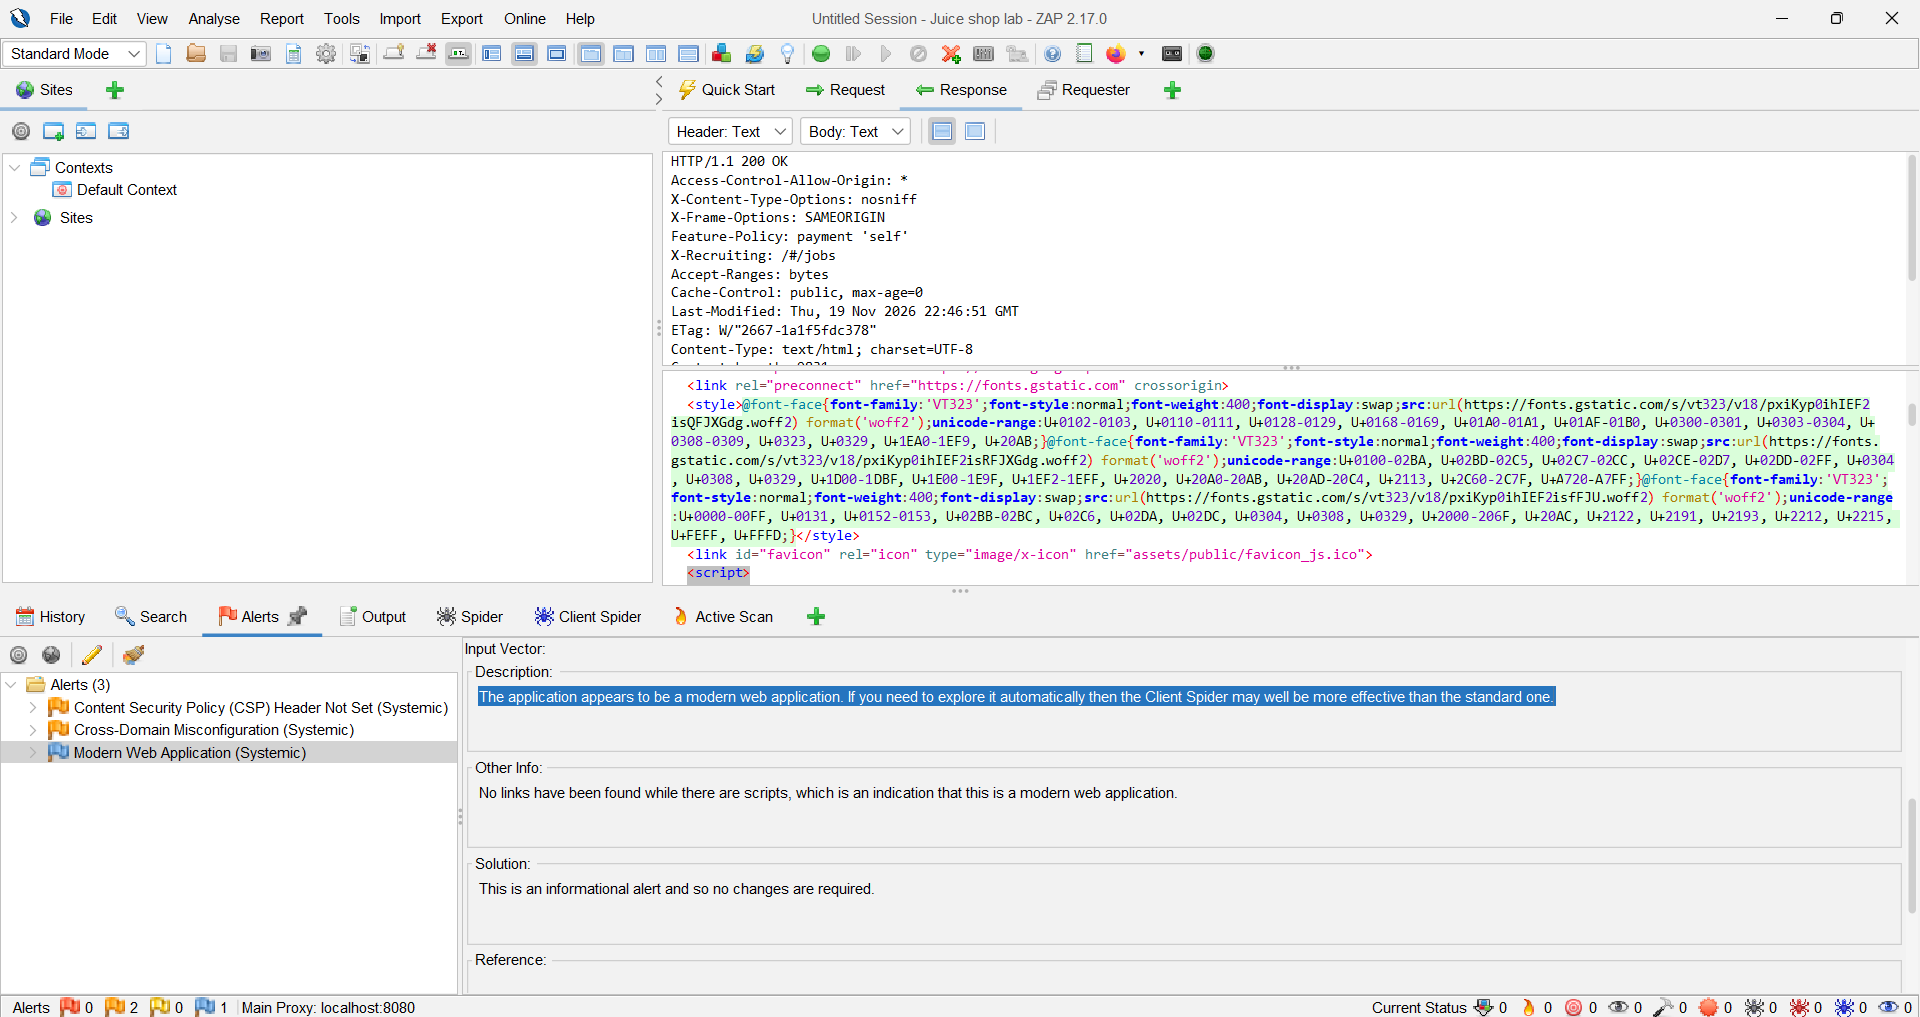 File Edit View Analyse Report Tools Import Export Online Help
Untitled Session - Juice shop lab - ZAP 2.17.0
Standard Mode
Sites
Quick Start Request Response Requester
Header: Text Body: Text
Contexts
Default Context
Sites
HTTP/1.1 200 OK
Access-Control-Allow-Origin: *
X-Content-Type-Options: nosniff
X-Frame-Options: SAMEORIGIN
Feature-Policy: payment 'self'
X-Recruiting: /#/jobs
Accept-Ranges: bytes
Cache-Control: public, max-age=0
Last-Modified: Thu, 19 Nov 2026 22:46:51 GMT
ETag: W/"2667-1a1f5fdc378"
Content-Type: text/html; charset=UTF-8
<link rel="preconnect" href="https://fonts.gstatic.com" crossorigin>
<style>@font-face{font-family:'VT323';font-style:normal;font-weight:400;font-display:swap;src:url(https://fonts.gstatic.com/s/vt323/v18/pxiKyp0ihIEF2
isQFJXGdg.woff2) format('woff2');unicode-range:U+0102-0103, U+0110-0111, U+0128-0129, U+0168-0169, U+01A0-01A1, U+01AF-01B0, U+0300-0301, U+0303-0304, U+
0308-0309, U+0323, U+0329, U+1EA0-1EF9, U+20AB;}@font-face{font-family:'VT323';font-style:normal;font-weight:400;font-display:swap;src:url(https://fonts.
gstatic.com/s/vt323/v18/pxiKyp0ihIEF2isRFJXGdg.woff2) format('woff2');unicode-range:U+0100-02BA, U+02BD-02C5, U+02C7-02CC, U+02CE-02D7, U+02DD-02FF, U+0304
, U+0308, U+0329, U+1D00-1DBF, U+1E00-1E9F, U+1EF2-1EFF, U+2020, U+20A0-20AB, U+20AD-20C4, U+2113, U+2C60-2C7F, U+A720-A7FF;}@font-face{font-family:'VT323';
font-style:normal;font-weight:400;font-display:swap;src:url(https://fonts.gstatic.com/s/vt323/v18/pxiKyp0ihIEF2isfFJU.woff2) format('woff2');unicode-range
:U+0000-00FF, U+0131, U+0152-0153, U+02BB-02BC, U+02C6, U+02DA, U+02DC, U+0304, U+0308, U+0329, U+2000-206F, U+20AC, U+2122, U+2191, U+2193, U+2212, U+2215,
U+FEFF, U+FFFD;}</style>
<link id="favicon" rel="icon" type="image/x-icon" href="assets/public/favicon_js.ico">
<script>
History Search Alerts Output Spider Client Spider Active Scan
Alerts (3)
Content Security Policy (CSP) Header Not Set (Systemic)
Cross-Domain Misconfiguration (Systemic)
Modern Web Application (Systemic)
Input Vector:
Description:
The application appears to be a modern web application. If you need to explore it automatically then the Client Spider may well be more effective than the standard one.
Other Info:
No links have been found while there are scripts, which is an indication that this is a modern web application.
Solution:
This is an informational alert and so no changes are required.
Reference:
Alerts 0 2 0 1 Main Proxy: localhost:8080
Current Status 0 0 0 0 0 0 0 0 0 0